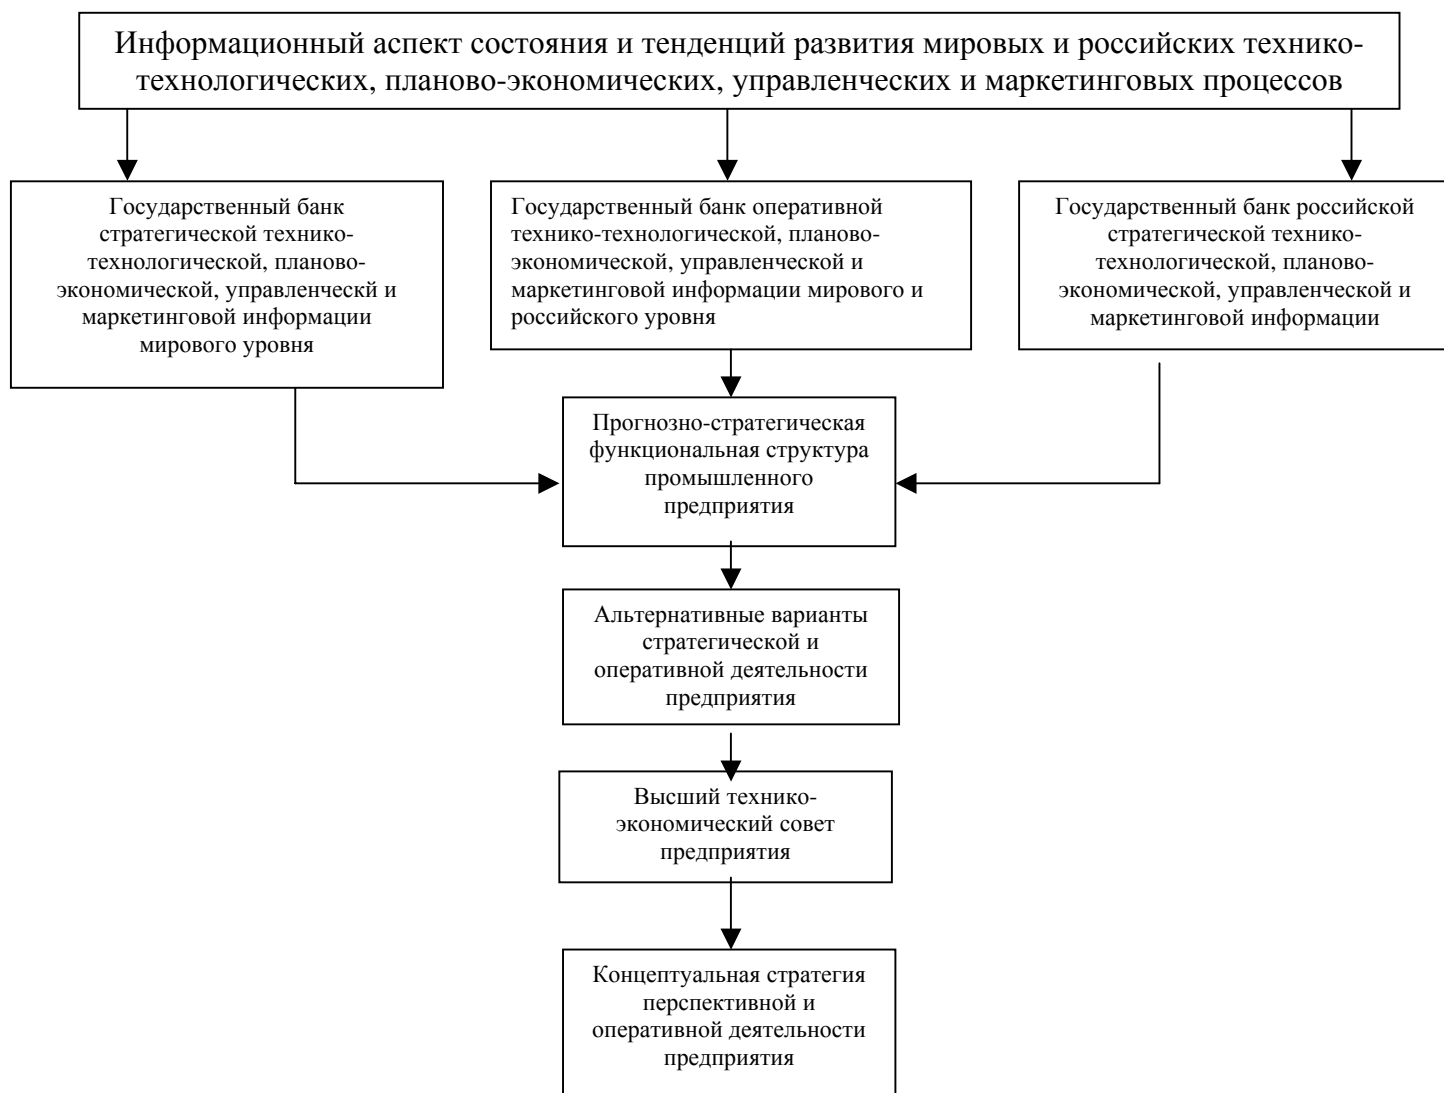 Информационный аспект состояния и тенденций развития мировых и российских технико-
технологических, планово-экономических, управленческих и маркетинговых процессов
Государственный банк
стратегической технико-
технологической, планово-
экономической, управленческй и
маркетинговой информации
мирового уровня
Государственный банк оперативной
технико-технологической, планово-
экономической, управленческой и
маркетинговой информации мирового и
российского уровня
Государственный банк российской
стратегической технико-
технологической, планово-
экономической, управленческой и
маркетинговой информации
Прогнозно-стратегическая
функциональная структура
промышленного
предприятия
Альтернативные варианты
стратегической и
оперативной деятельности
предприятия
Высший технико-
экономический совет
предприятия
Концептуальная стратегия
перспективной и
оперативной деятельности
предприятия